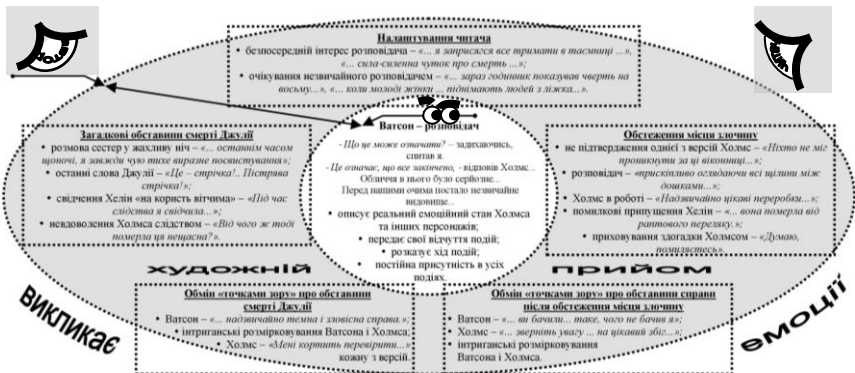 автор
читач
Налаштування читача
• безпосередній інтерес розповідача – «... я заприсягся все тримати в таємниці ...»,
«... сила-силенна чуток про смерть ...»;
• очікування незвичайного розповідачем – «... зараз годинник показував чверть на
восьму...», «... коли молоді жінки ... піднімають людей з ліжка...».
Загадкові обставини смерті Джулії
• розмова сестер у жахливу ніч – «... останнім часом
щоночі, я завжди чую тихе виразне посвистування»;
• останні слова Джулії – «Це – стрічка!.. Пістрява
стрічка!»;
• свідчення Хелін «на користь вітчима» – «Під час
слідства я свідчила...»;
• невдоволення Холмса слідством – «Від чого ж тоді
померла ця нещасна?».
Ватсон – розповідач
- Що це може означати? – задихаючись,
спитав я.
- Це означає, що все закінчено, - відповів Холмс...
Обличчя в нього було серйозне...
Перед нашими очима постало незвичайне
видовище...
• описує реальний емоційний стан Холмса
та інших персонажів;
• передає свої відчуття подій;
• розказує хід подій;
• постійна присутність в усіх
подіях.
Обстеження місця злочину
• не підтвердження однієї з версій Холмс – «Ніхто не міг
проникнути за ці віконниці...»;
• розповідач – «прискіпливо оглядаючи всі щілини між
дошками...»;
• Холмс в роботі – «Надзвичайно цікаві переробки...»;
• помилкові припущення Хелін – «... вона померла від
раптового переляку.»;
• приховування здогадки Холмсом – «Думаю,
помиляєтесь».
художній прийом
викликає емоції
Обмін «точками зору» про обставини
смерті Джулії
• Ватсон – «... надзвичайно темна і зловісна справа.»;
• інтриганські розмірковування Ватсона і Холмса;
• Холмс – «Мені кортить перевірити...»
кожну з версій.
Обмін «точками зору» про обставини справи
після обстеження місця злочину
• Ватсон – «... ви бачили... таке, чого не бачив я»;
• Холмс – «... зверніть увагу ... на цікавий збіг...»;
інтриганські розмірковування
Ватсона і Холмса.